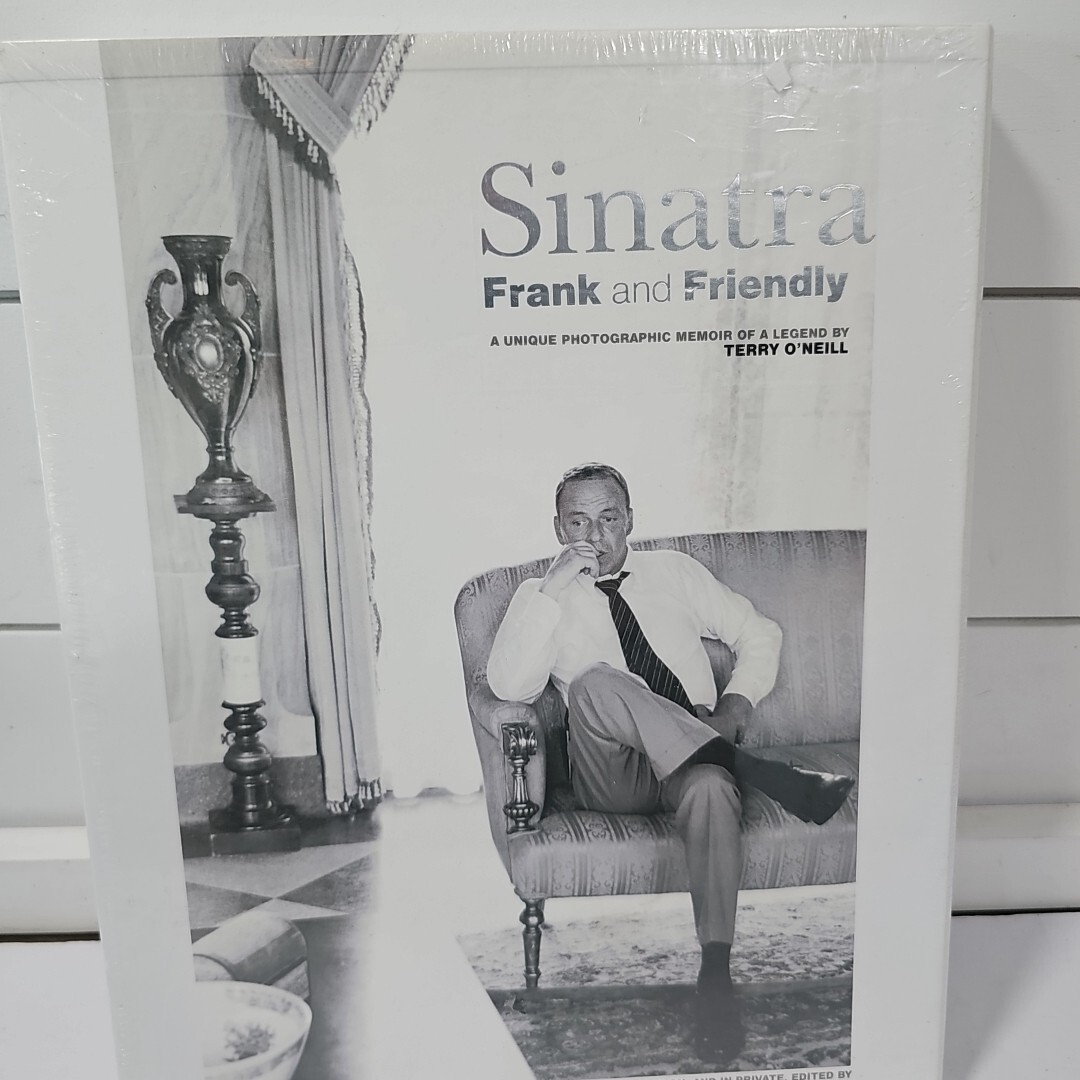 Sinatra
Frank and Friendly
A UNIQUE PHOTOGRAPHIC MEMOIR OF A LEGEND BY
TERRY O'NEILL
AND IN PRIVATE. EDITED BY